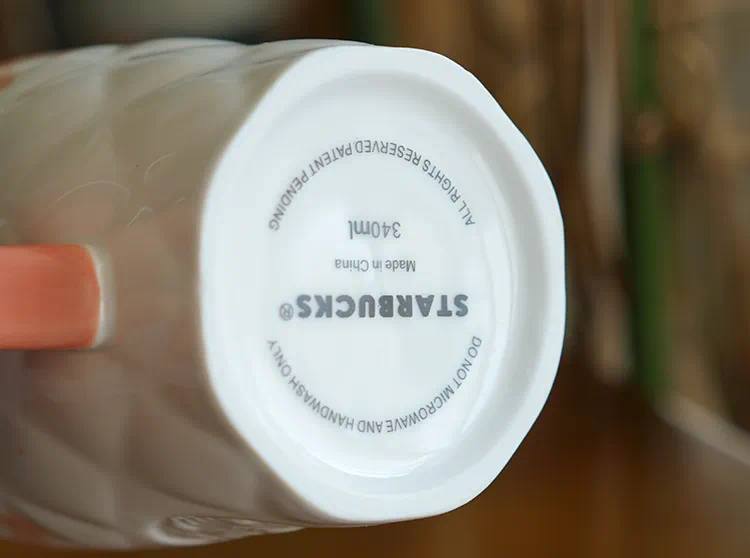 DO NOT MICROWAVE AND HANDWASH ONLY
STARBUCKS®
Made in China
340ml
ALL RIGHTS RESERVED PATENT PENDING